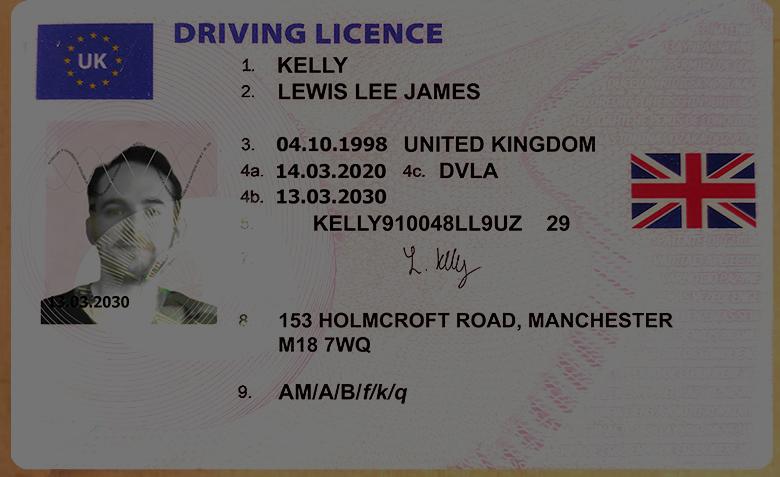 UK
DRIVING LICENCE
1. KELLY
2. LEWIS LEE JAMES
3. 04.10.1998 UNITED KINGDOM
4a. 14.03.2020 4c. DVLA
4b. 13.03.2030
5. KELLY910048LL9UZ 29
7. L. Kelly
13.03.2030
8 153 HOLMCROFT ROAD, MANCHESTER
M18 7WQ
9. AM/A/B/f/k/q